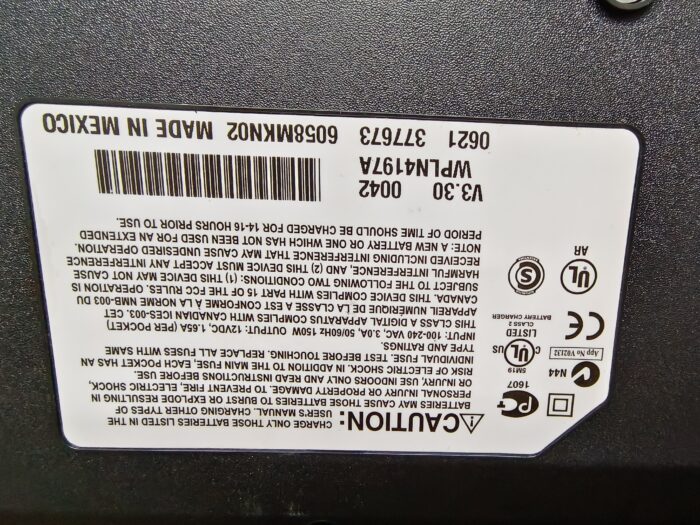 CAUTION: CHARGE ONLY THOSE BATTERIES LISTED IN THE
USER'S MANUAL. CHARGING OTHER TYPES OF
BATTERIES MAY CAUSE THOSE BATTERIES TO BURST OR EXPLODE RESULTING IN
PERSONAL OR PROPERTY DAMAGE. TO PREVENT FIRE, ELECTRIC SHOCK,
OR INJURY, USE INDOORS ONLY AND READ INSTRUCTIONS BEFORE USE. TO REDUCE
RISK OF ELECTRIC SHOCK, IN ADDITION TO THE MAIN FUSE, EACH POCKET HAS AN
INDIVIDUAL FUSE. TEST BEFORE TOUCHING. REPLACE ALL FUSES WITH SAME
TYPE AND RATINGS.
INPUT: 100-240 VAC, 3.0A, 50/60Hz 150W OUTPUT: 12VDC, 1.65A (PER POCKET)
THIS CLASS A DIGITAL APPARATUS COMPLIES WITH CANADIAN ICES-003. CET
APPAREIL NUMÉRIQUE DE LA CLASSE A EST CONFORME À LA NORME NMB-003 DU
CANADA. THIS DEVICE COMPLIES WITH PART 15 OF THE FCC RULES. OPERATION IS
SUBJECT TO THE FOLLOWING TWO CONDITIONS: (1) THIS DEVICE MAY NOT CAUSE
HARMFUL INTERFERENCE, AND (2) THIS DEVICE MUST ACCEPT ANY INTERFERENCE
RECEIVED INCLUDING INTERFERENCE THAT MAY CAUSE UNDESIRED OPERATION.
NOTE: A NEW BATTERY OR ONE WHICH HAS NOT BEEN USED FOR AN EXTENDED
PERIOD OF TIME SHOULD BE CHARGED FOR 14-16 HOURS PRIOR TO USE.
PCT
1607
N44
App No V02132
C UL US
5M19
LISTED
CLASS 2
BATTERY CHARGER
CE
UL
AR
S
V3.30 0042
WPLN4197A
0621 377673 6058MKN02 MADE IN MEXICO